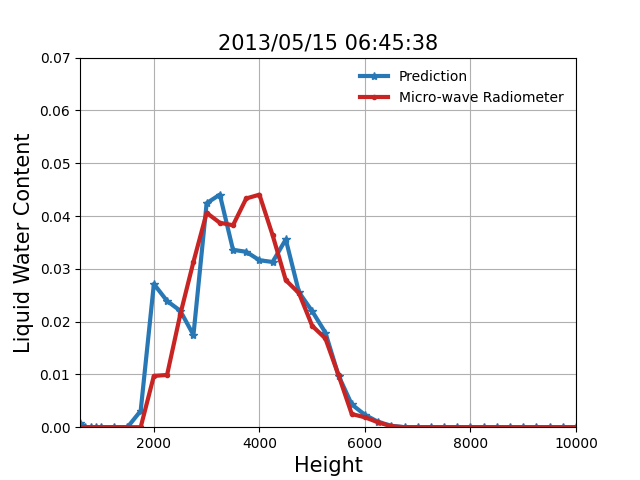 2013/05/15 06:45:38
Prediction
Micro-wave Radiometer
0.07
0.06
0.05
0.04
0.03
0.02
0.01
0.00
Liquid Water Content
2000 4000 6000 8000 10000
Height